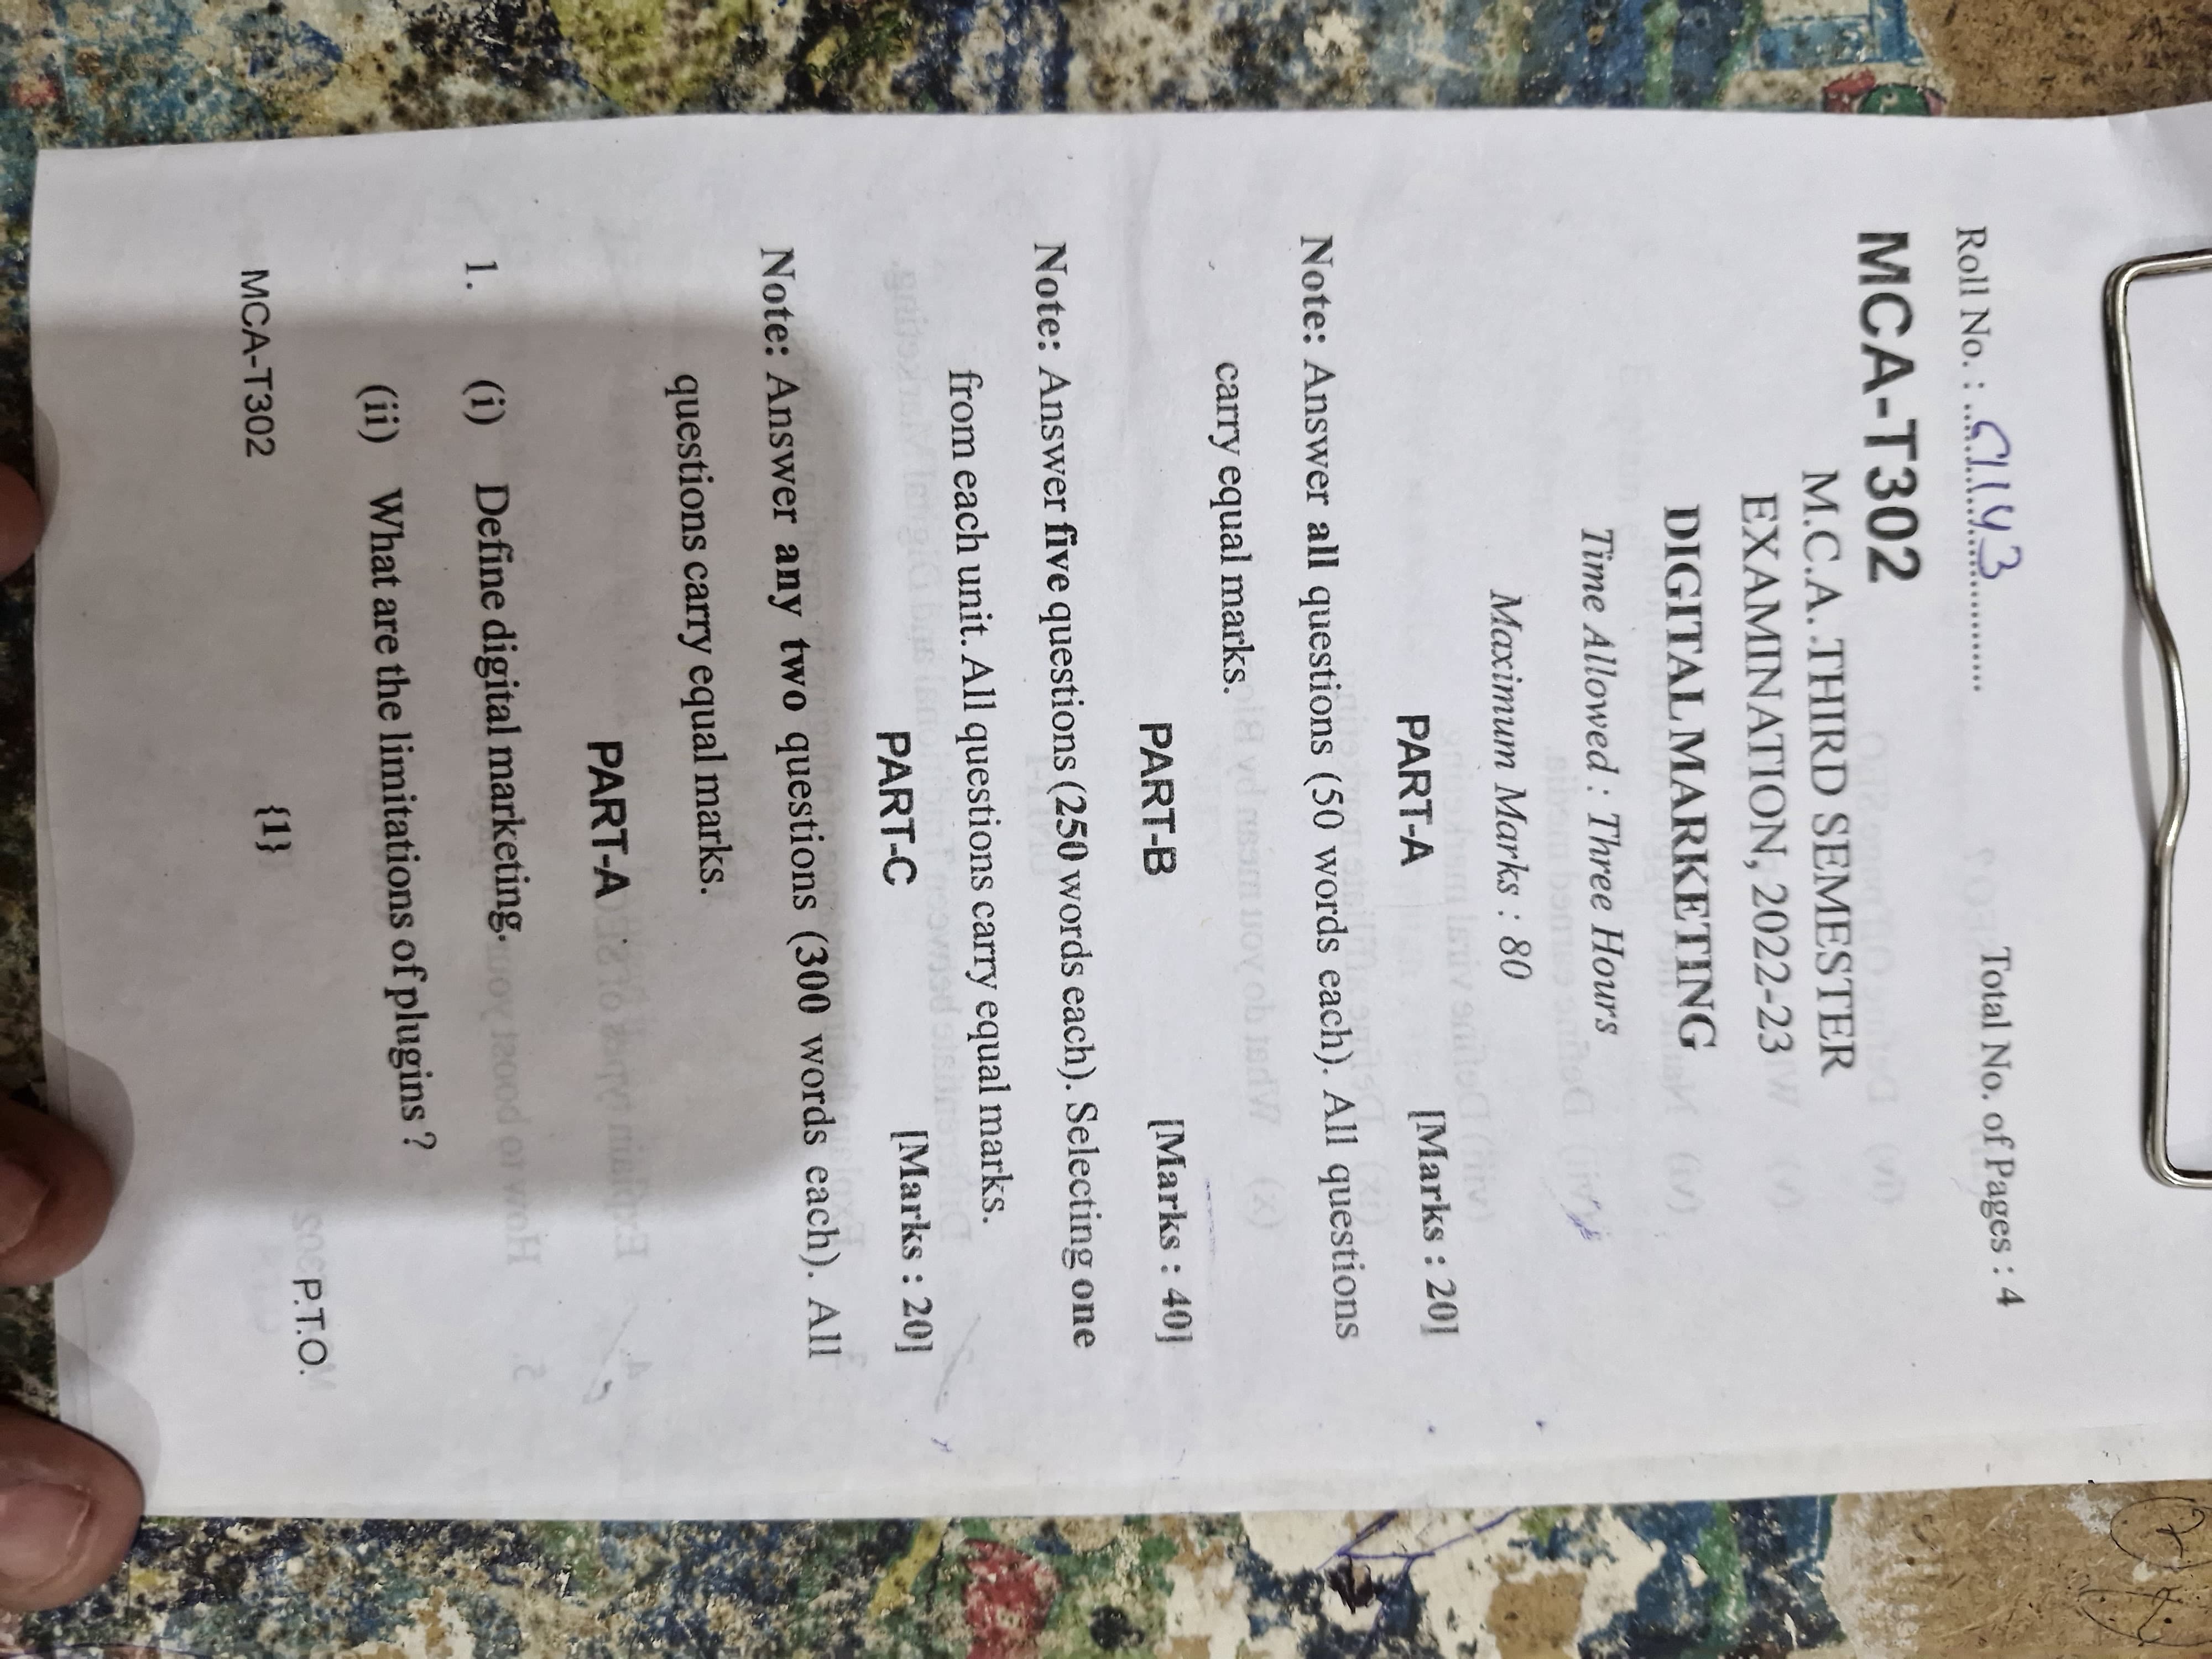 Roll No. : 61143
Total No. of Pages : 4
MCA-T302
M.C.A. THIRD SEMESTER
EXAMINATION, 2022-23
DIGITAL MARKETING
Time Allowed : Three Hours
Maximum Marks : 80
PART-A [Marks : 20]
Note: Answer all questions (50 words each). All questions
carry equal marks.
PART-B [Marks : 40]
Note: Answer five questions (250 words each). Selecting one
from each unit. All questions carry equal marks.
PART-C [Marks : 20]
Note: Answer any two questions (300 words each). All
questions carry equal marks.
PART-A
1. (i) Define digital marketing.
(ii) What are the limitations of plugins ?
P.T.O.
MCA-T302 {1}